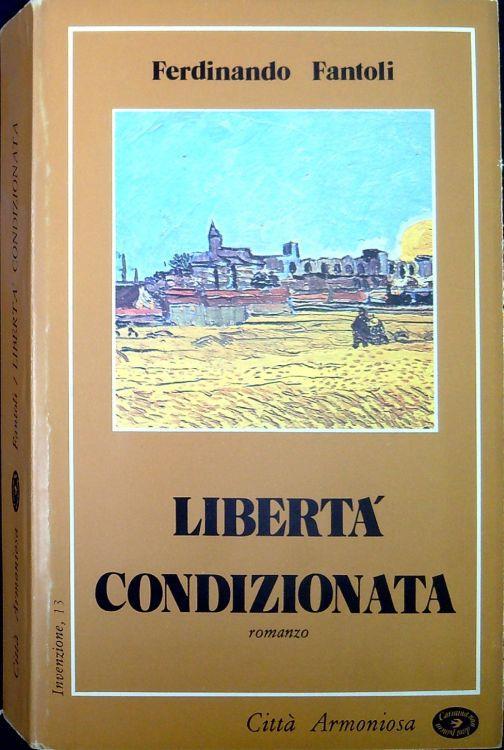 Ferdinando Fantoli
LIBERTA´
CONDIZIONATA
romanzo
Invenzione, 13
Città Armoniosa
Città Armoniosa
Fantoli / LIBERTA´ CONDIZIONATA